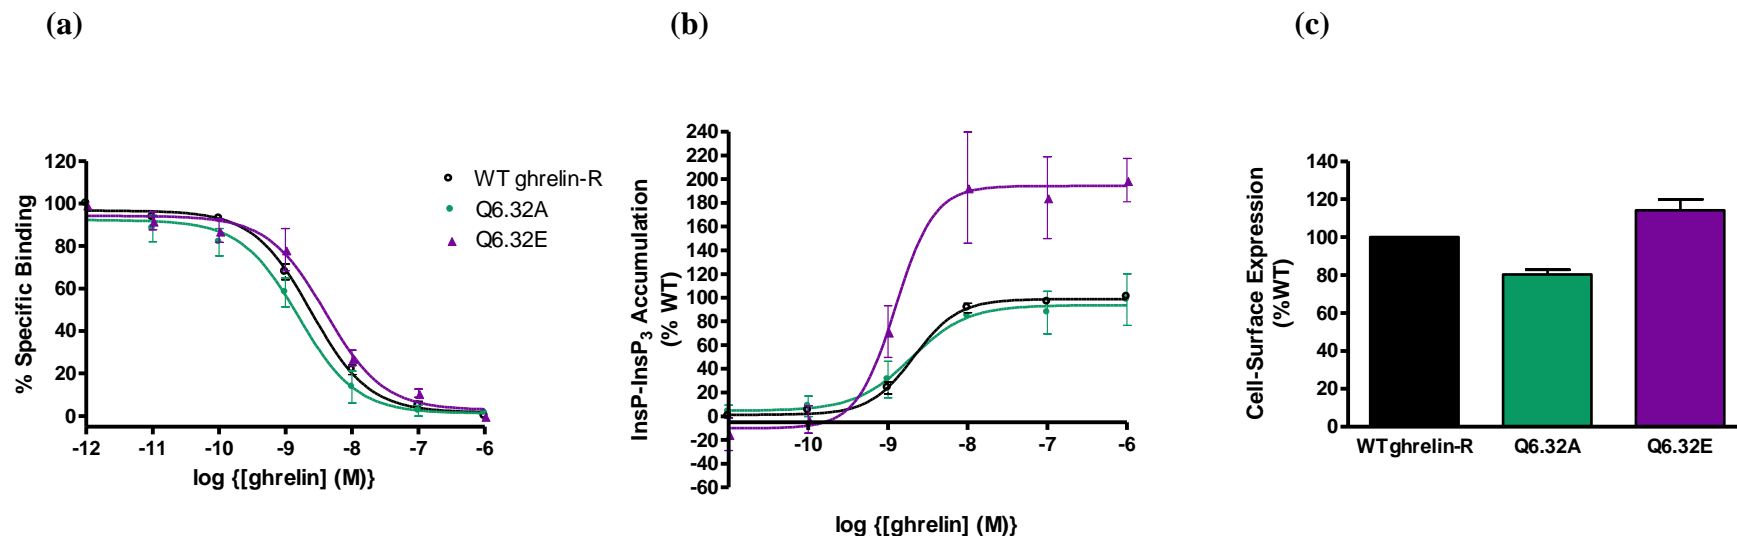 (a)
(b)
(c)
% Specific Binding
120
100
80
60
40
20
0
-12
-11
-10
-9
-8
-7
-6
log {[ghrelin] (M)}
WT ghrelin-R
Q6.32A
Q6.32E
InsP-InsP3 Accumulation
(% WT)
240
220
200
180
160
140
120
100
80
60
40
20
0
-20
-40
-60
-10
-9
-8
-7
-6
log {[ghrelin] (M)}
Cell-Surface Expression
(%WT)
140
120
100
80
60
40
20
0
WTghrelin-R
Q6.32A
Q6.32E